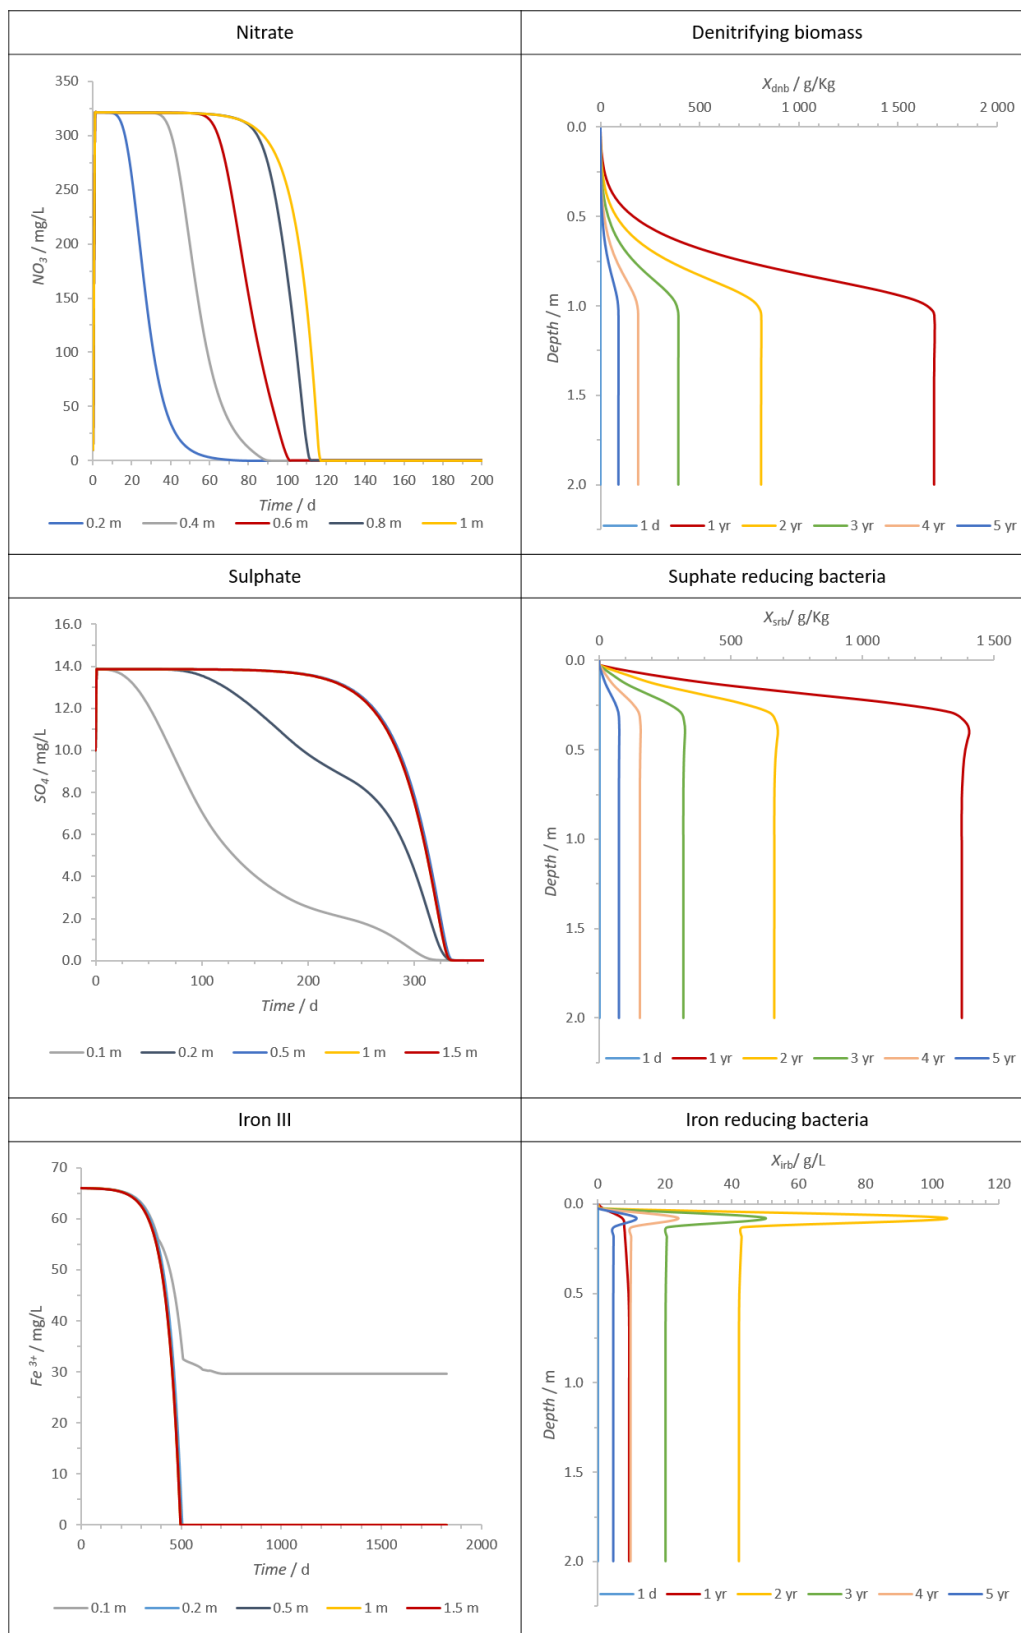 Nitrate
Denitrifying biomass
350
300
250
200
150
100
50
0
NO3 / mg/L
0 20 40 60 80 100 120 140 160 180 200
Time / d
0.2 m 0.4 m 0.6 m 0.8 m 1 m
Xdnb / g/Kg
0 500 1 000 1 500 2 000
0.0
0.5
1.0
1.5
2.0
Depth / m
1 d 1 yr 2 yr 3 yr 4 yr 5 yr
Sulphate
Suphate reducing bacteria
16.0
14.0
12.0
10.0
8.0
6.0
4.0
2.0
0.0
SO4 / mg/L
0 100 200 300
Time / d
0.1 m 0.2 m 0.5 m 1 m 1.5 m
Xsrb/ g/Kg
0 500 1 000 1 500
0.0
0.5
1.0
1.5
2.0
Depth / m
1 d 1 yr 2 yr 3 yr 4 yr 5 yr
Iron III
Iron reducing bacteria
70
60
50
40
30
20
10
0
Fe 3+ / mg/L
0 500 1000 1500 2000
Time / d
0.1 m 0.2 m 0.5 m 1 m 1.5 m
Xirb/ g/L
0 20 40 60 80 100 120
0.0
0.5
1.0
1.5
2.0
Depth / m
1 d 1 yr 2 yr 3 yr 4 yr 5 yr